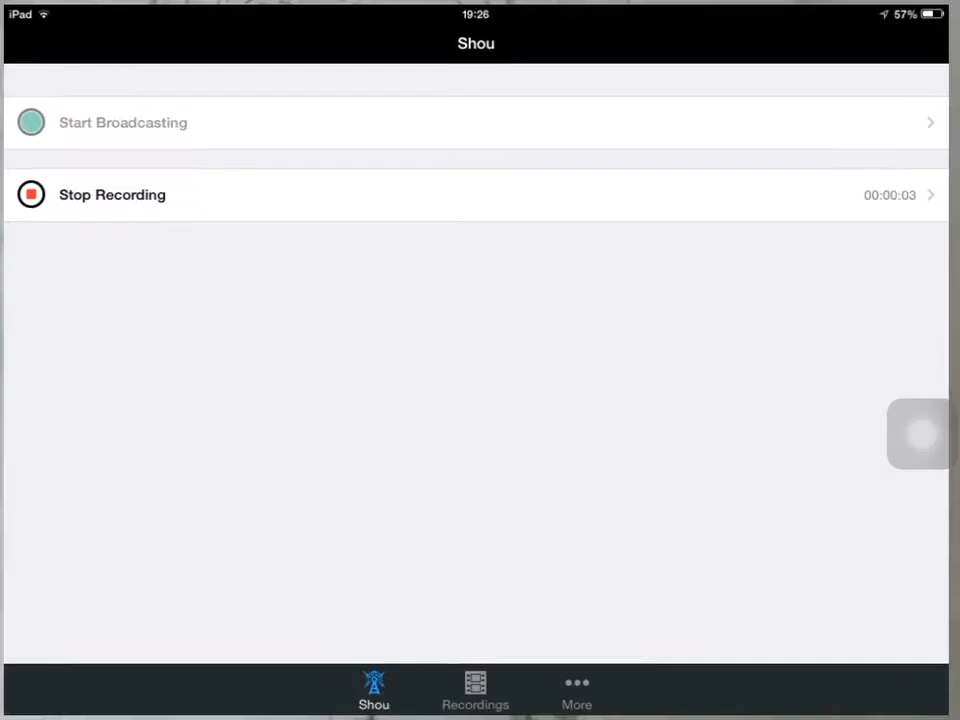 iPad 19:26 57%
Shou
Start Broadcasting
Stop Recording 00:00:03
Shou Recordings More